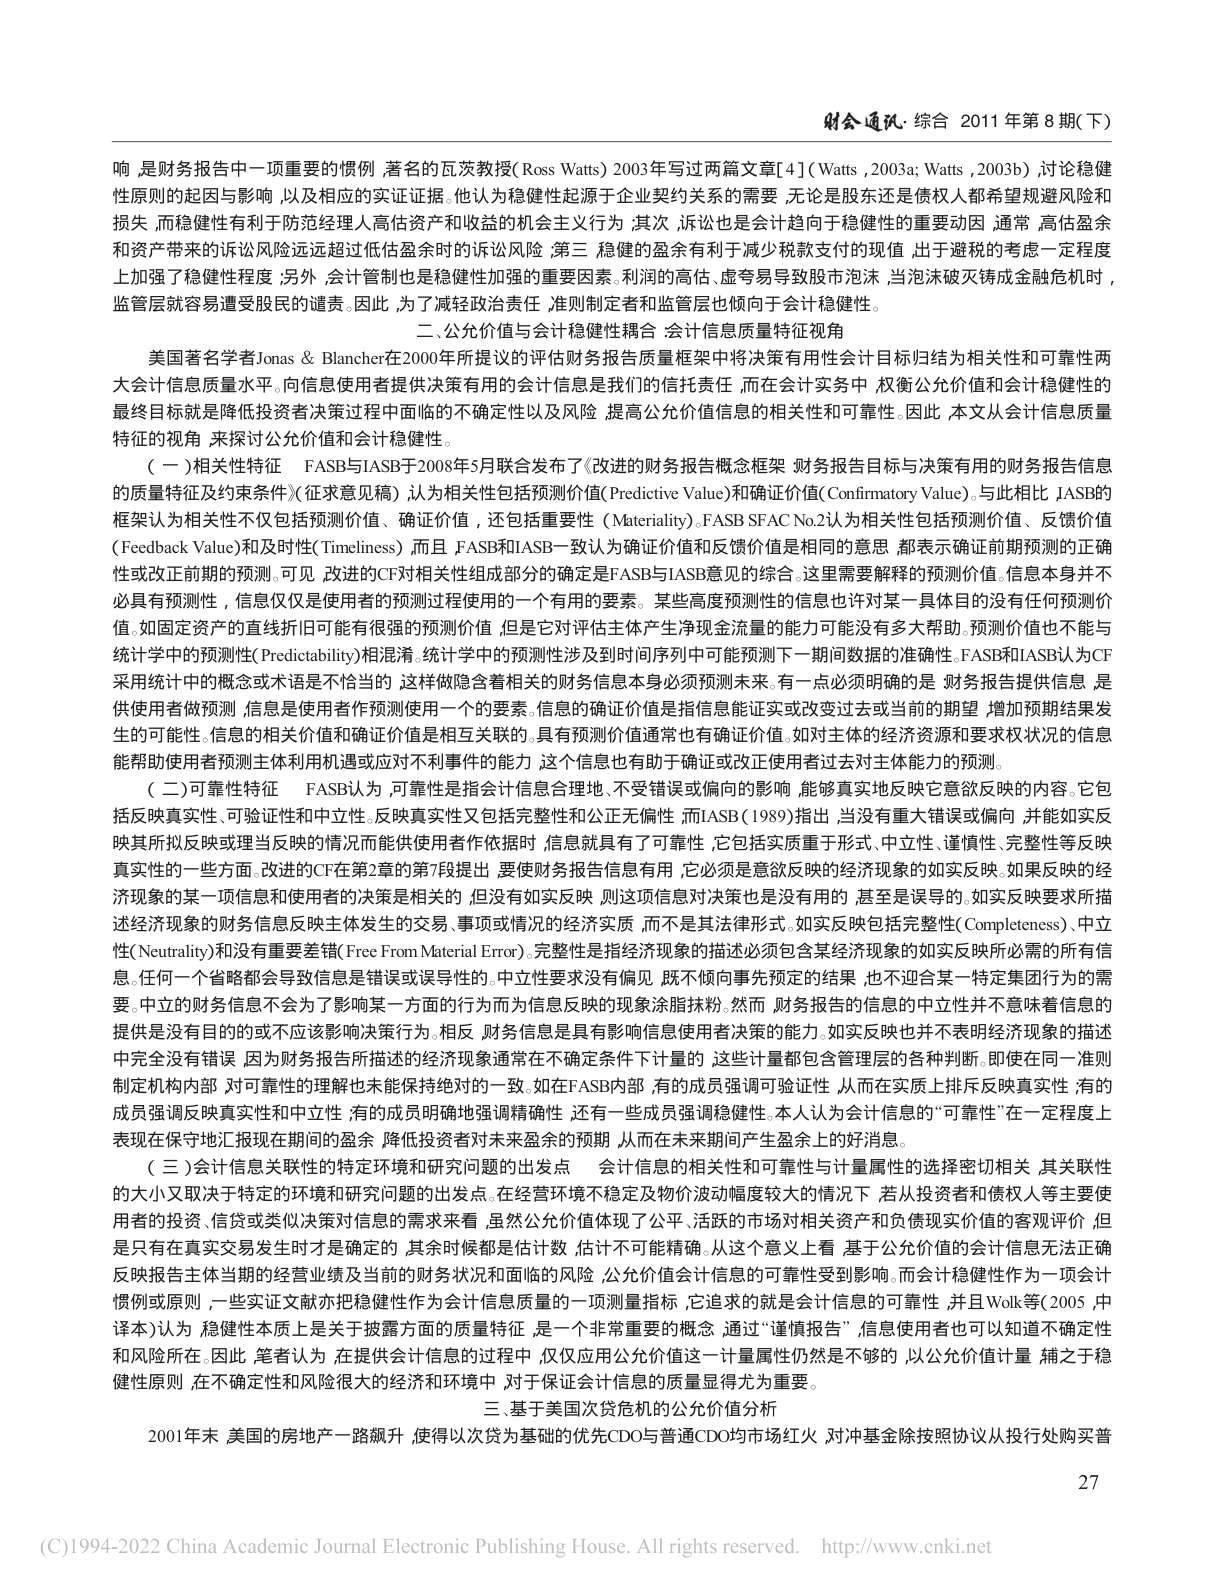 财会通讯·综合 2011 年第 8 期(下)
响,是财务报告中一项重要的惯例,著名的瓦茨教授(Ross Watts) 2003年写过两篇文章[4](Watts,2003a; Watts,2003b),讨论稳健
性原则的起因与影响,以及相应的实证证据。他认为稳健性起源于企业契约关系的需要,无论是股东还是债权人都希望规避风险和
损失,而稳健性有利于防范经理人高估资产和收益的机会主义行为;其次,诉讼也是会计趋向于稳健性的重要动因,通常,高估盈余
和资产带来的诉讼风险远远超过低估盈余时的诉讼风险;第三,稳健的盈余有利于减少税款支付的现值,出于避税的考虑一定程度
上加强了稳健性程度;另外,会计管制也是稳健性加强的重要因素。利润的高估、虚夸易导致股市泡沫,当泡沫破灭铸成金融危机时,
监管层就容易遭受股民的谴责。因此,为了减轻政治责任,准则制定者和监管层也倾向于会计稳健性。
二、公允价值与会计稳健性耦合:会计信息质量特征视角
美国著名学者Jonas & Blancher在2000年所提议的评估财务报告质量框架中将决策有用性会计目标归结为相关性和可靠性两
大会计信息质量水平。向信息使用者提供决策有用的会计信息是我们的信托责任,而在会计实务中,权衡公允价值和会计稳健性的
最终目标就是降低投资者决策过程中面临的不确定性以及风险,提高公允价值信息的相关性和可靠性。因此,本文从会计信息质量
特征的视角,来探讨公允价值和会计稳健性。
(一)相关性特征 FASB与IASB于2008年5月联合发布了《改进的财务报告概念框架:财务报告目标与决策有用的财务报告信息
的质量特征及约束条件》(征求意见稿),认为相关性包括预测价值(Predictive Value)和确证价值(Confirmatory Value)。与此相比,IASB的
框架认为相关性不仅包括预测价值、确证价值,还包括重要性 (Materiality)。FASB SFAC No.2认为相关性包括预测价值、反馈价值
(Feedback Value)和及时性(Timeliness),而且,FASB和IASB一致认为确证价值和反馈价值是相同的意思,都表示确证前期预测的正确
性或改正前期的预测。可见,改进的CF对相关性组成部分的确定是FASB与IASB意见的综合。这里需要解释的预测价值。信息本身并不
必具有预测性,信息仅仅是使用者的预测过程使用的一个有用的要素。某些高度预测性的信息也许对某一具体目的没有任何预测价
值。如固定资产的直线折旧可能有很强的预测价值,但是它对评估主体产生净现金流量的能力可能没有多大帮助。预测价值也不能与
统计学中的预测性(Predictability)相混淆。统计学中的预测性涉及到时间序列中可能预测下一期间数据的准确性。FASB和IASB认为CF
采用统计中的概念或术语是不恰当的,这样做隐含着相关的财务信息本身必须预测未来。有一点必须明确的是:财务报告提供信息,是
供使用者做预测,信息是使用者作预测使用一个的要素。信息的确证价值是指信息能证实或改变过去或当前的期望,增加预期结果发
生的可能性。信息的相关价值和确证价值是相互关联的。具有预测价值通常也有确证价值。如对主体的经济资源和要求权状况的信息
能帮助使用者预测主体利用机遇或应对不利事件的能力,这个信息也有助于确证或改正使用者过去对主体能力的预测。
(二)可靠性特征 FASB认为,可靠性是指会计信息合理地、不受错误或偏向的影响,能够真实地反映它意欲反映的内容。它包
括反映真实性、可验证性和中立性。反映真实性又包括完整性和公正无偏性,而IASB(1989)指出,当没有重大错误或偏向,并能如实反
映其所拟反映或理当反映的情况而能供使用者作依据时,信息就具有了可靠性,它包括实质重于形式、中立性、谨慎性、完整性等反映
真实性的一些方面。改进的CF在第2章的第7段提出,要使财务报告信息有用,它必须是意欲反映的经济现象的如实反映。如果反映的经
济现象的某一项信息和使用者的决策是相关的,但没有如实反映,则这项信息对决策也是没有用的,甚至是误导的。如实反映要求所描
述经济现象的财务信息反映主体发生的交易、事项或情况的经济实质,而不是其法律形式。如实反映包括完整性(Completeness)、中立
性(Neutrality)和没有重要差错(Free From Material Error)。完整性是指经济现象的描述必须包含某经济现象的如实反映所必需的所有信
息。任何一个省略都会导致信息是错误或误导性的。中立性要求没有偏见,既不倾向事先预定的结果,也不迎合某一特定集团行为的需
要。中立的财务信息不会为了影响某一方面的行为而为信息反映的现象涂脂抹粉。然而,财务报告的信息的中立性并不意味着信息的
提供是没有目的的或不应该影响决策行为。相反,财务信息是具有影响信息使用者决策的能力。如实反映也并不表明经济现象的描述
中完全没有错误,因为财务报告所描述的经济现象通常在不确定条件下计量的,这些计量都包含管理层的各种判断。即使在同一准则
制定机构内部,对可靠性的理解也未能保持绝对的一致。如在FASB内部,有的成员强调可验证性,从而在实质上排斥反映真实性;有的
成员强调反映真实性和中立性;有的成员明确地强调精确性,还有一些成员强调稳健性。本人认为会计信息的“可靠性”在一定程度上
表现在保守地汇报现在期间的盈余,降低投资者对未来盈余的预期,从而在未来期间产生盈余上的好消息。
(三)会计信息关联性的特定环境和研究问题的出发点 会计信息的相关性和可靠性与计量属性的选择密切相关,其关联性
的大小又取决于特定的环境和研究问题的出发点。在经营环境不稳定及物价波动幅度较大的情况下,若从投资者和债权人等主要使
用者的投资、信贷或类似决策对信息的需求来看,虽然公允价值体现了公平、活跃的市场对相关资产和负债现实价值的客观评价,但
是只有在真实交易发生时才是确定的,其余时候都是估计数,估计不可能精确。从这个意义上看,基于公允价值的会计信息无法正确
反映报告主体当期的经营业绩及当前的财务状况和面临的风险,公允价值会计信息的可靠性受到影响。而会计稳健性作为一项会计
惯例或原则,一些实证文献亦把稳健性作为会计信息质量的一项测量指标,它追求的就是会计信息的可靠性,并且Wolk等(2005,中
译本)认为,稳健性本质上是关于披露方面的质量特征,是一个非常重要的概念,通过“谨慎报告”,信息使用者也可以知道不确定性
和风险所在。因此,笔者认为,在提供会计信息的过程中,仅仅应用公允价值这一计量属性仍然是不够的,以公允价值计量,辅之于稳
健性原则,在不确定性和风险很大的经济和环境中,对于保证会计信息的质量显得尤为重要。
三、基于美国次贷危机的公允价值分析
2001年末,美国的房地产一路飙升,使得以次贷为基础的优先CDO与普通CDO均市场红火,对冲基金除按照协议从投行处购买普
27
(C)1994-2022 China Academic Journal Electronic Publishing House. All rights reserved. http://www.cnki.net